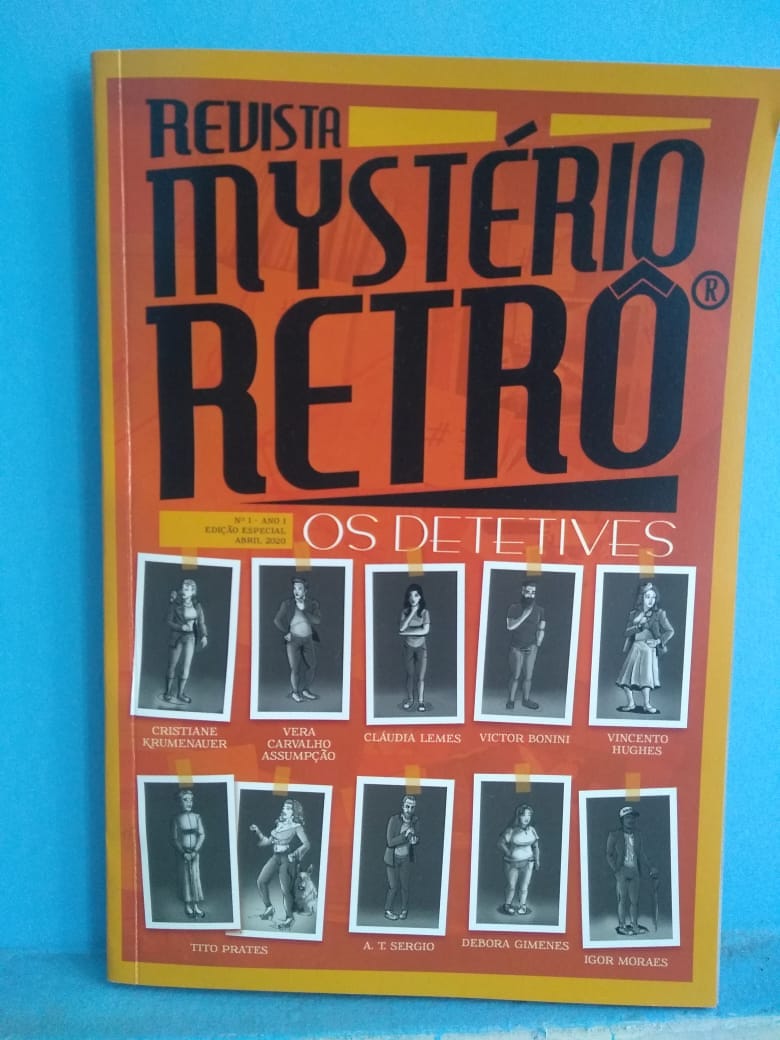 REVISTA
MYSTÉRIO
RETRÔ®
Nº 1 - ANO 1
EDIÇÃO ESPECIAL
ABRIL 2020
OS DETETIVES
CRISTIANE
KRUMENAUER
VERA
CARVALHO
ASSUMPÇÃO
CLÁUDIA LEMES
VICTOR BONINI
VINCENTO
HUGHES
TITO PRATES
A. T. SERGIO
DEBORA GIMENES
IGOR MORAES